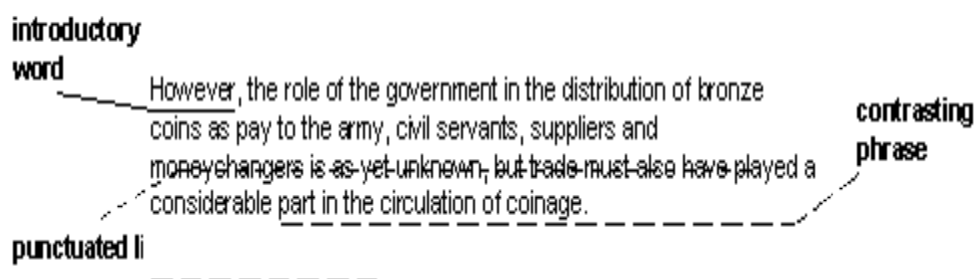 introductory
word
However, the role of the government in the distribution of bronze
coins as pay to the army, civil servants, suppliers and
contrasting
moneychangers is as yet unknown, but trade must also have played a
phrase
considerable part in the circulation of coinage.
punctuated li